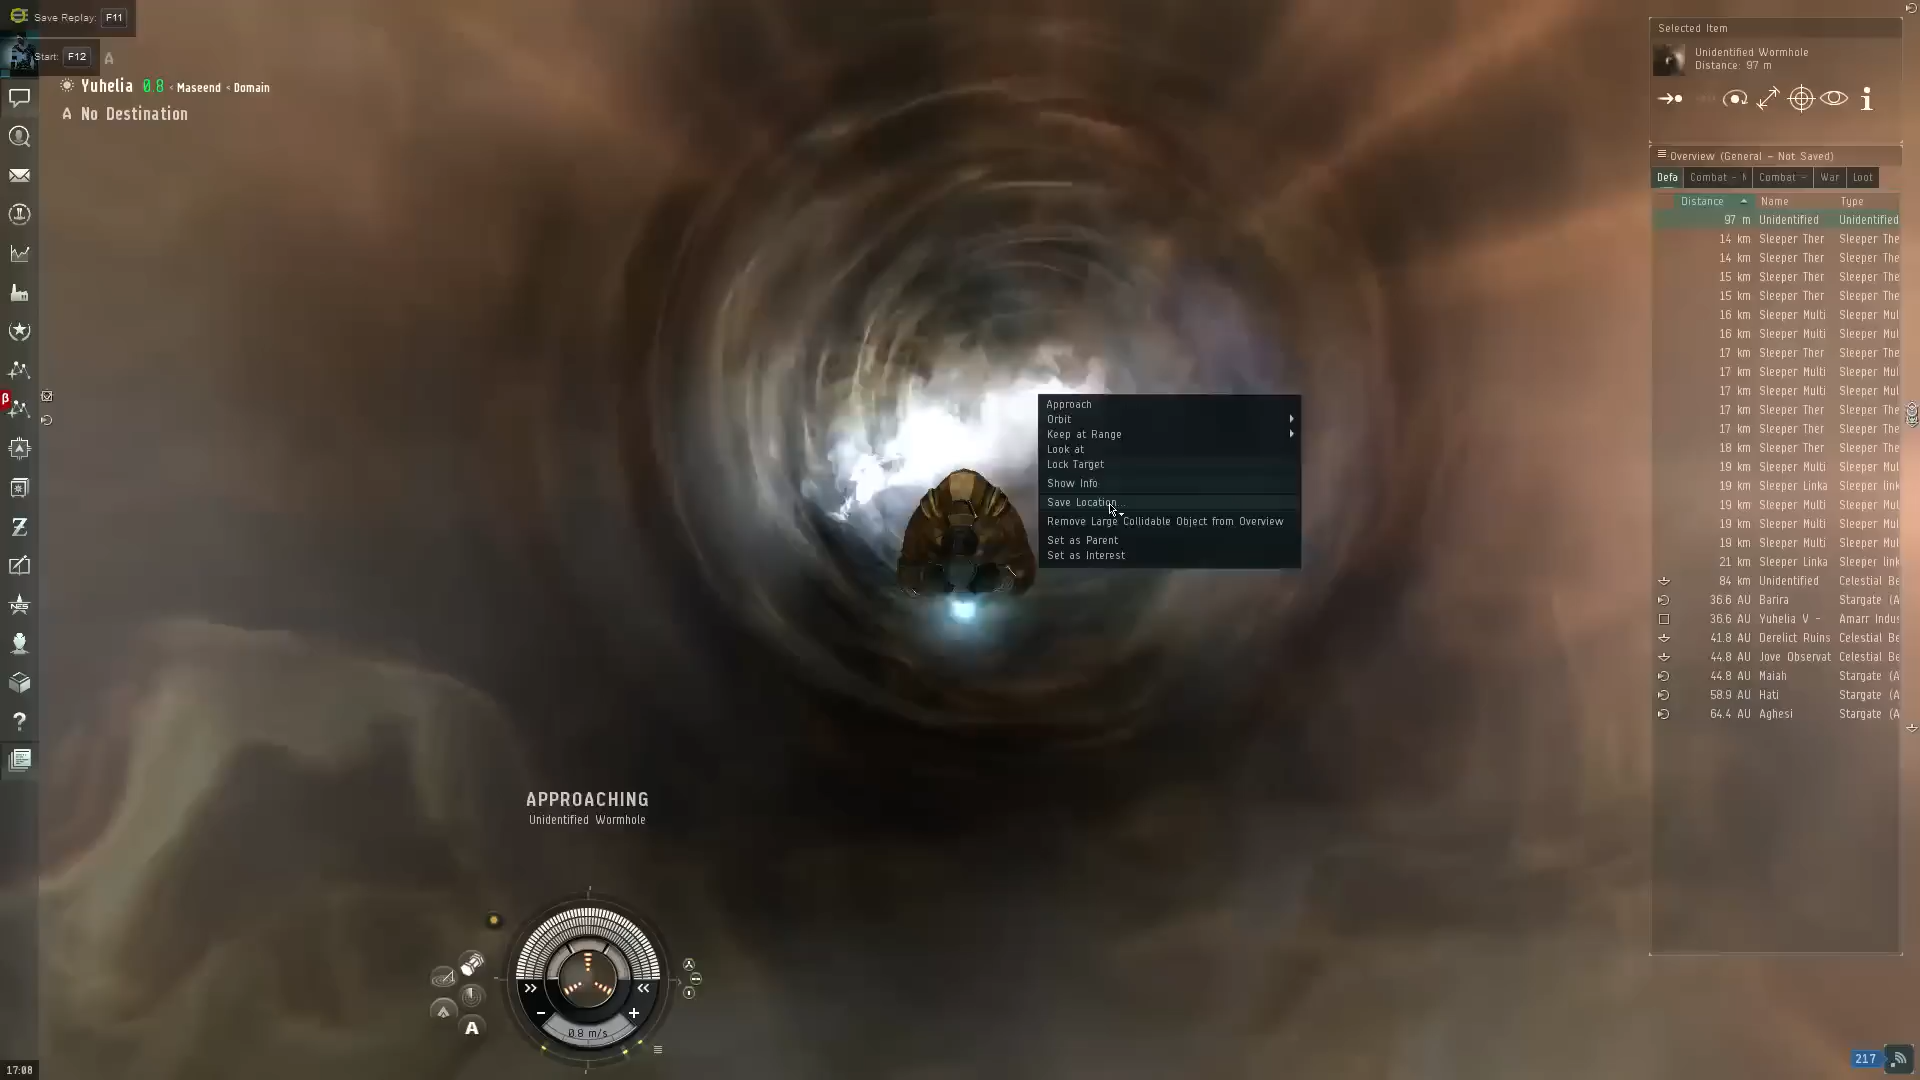 Save Replay: F11
Start: F12
A
Yuhelia 0.8 < Maseend < Domain
No Destination
β
Selected Item
Unidentified Wormhole
Distance: 97 m
Overview (General - Not Saved)
Defa Combat - Combat - War Loot
Distance Name Type
97 m Unidentified Unidentified
14 km Sleeper Ther Sleeper The
14 km Sleeper Ther Sleeper The
15 km Sleeper Ther Sleeper The
15 km Sleeper Ther Sleeper The
16 km Sleeper Multi Sleeper Mul
16 km Sleeper Multi Sleeper Mul
17 km Sleeper Ther Sleeper The
17 km Sleeper Multi Sleeper Mul
17 km Sleeper Multi Sleeper Mul
17 km Sleeper Ther Sleeper The
17 km Sleeper Ther Sleeper The
18 km Sleeper Ther Sleeper The
19 km Sleeper Multi Sleeper Mul
19 km Sleeper Linka Sleeper link
19 km Sleeper Multi Sleeper Mul
19 km Sleeper Multi Sleeper Mul
19 km Sleeper Multi Sleeper Mul
21 km Sleeper Linka Sleeper link
84 km Unidentified Celestial Be
36.6 AU Barira Stargate (A
36.6 AU Yuhelia V - Amarr Indus
41.8 AU Derelict Ruins Celestial Be
44.8 AU Jove Observat Celestial Be
44.8 AU Maiah Stargate (A
58.9 AU Hati Stargate (A
64.4 AU Aghesi Stargate (A
Approach
Orbit
Keep at Range
Look at
Lock Target
Show Info
Save Location...
Remove Large Collidable Object from Overview
Set as Parent
Set as Interest
APPROACHING
Unidentified Wormhole
A
0.8 m/s
17:08
217